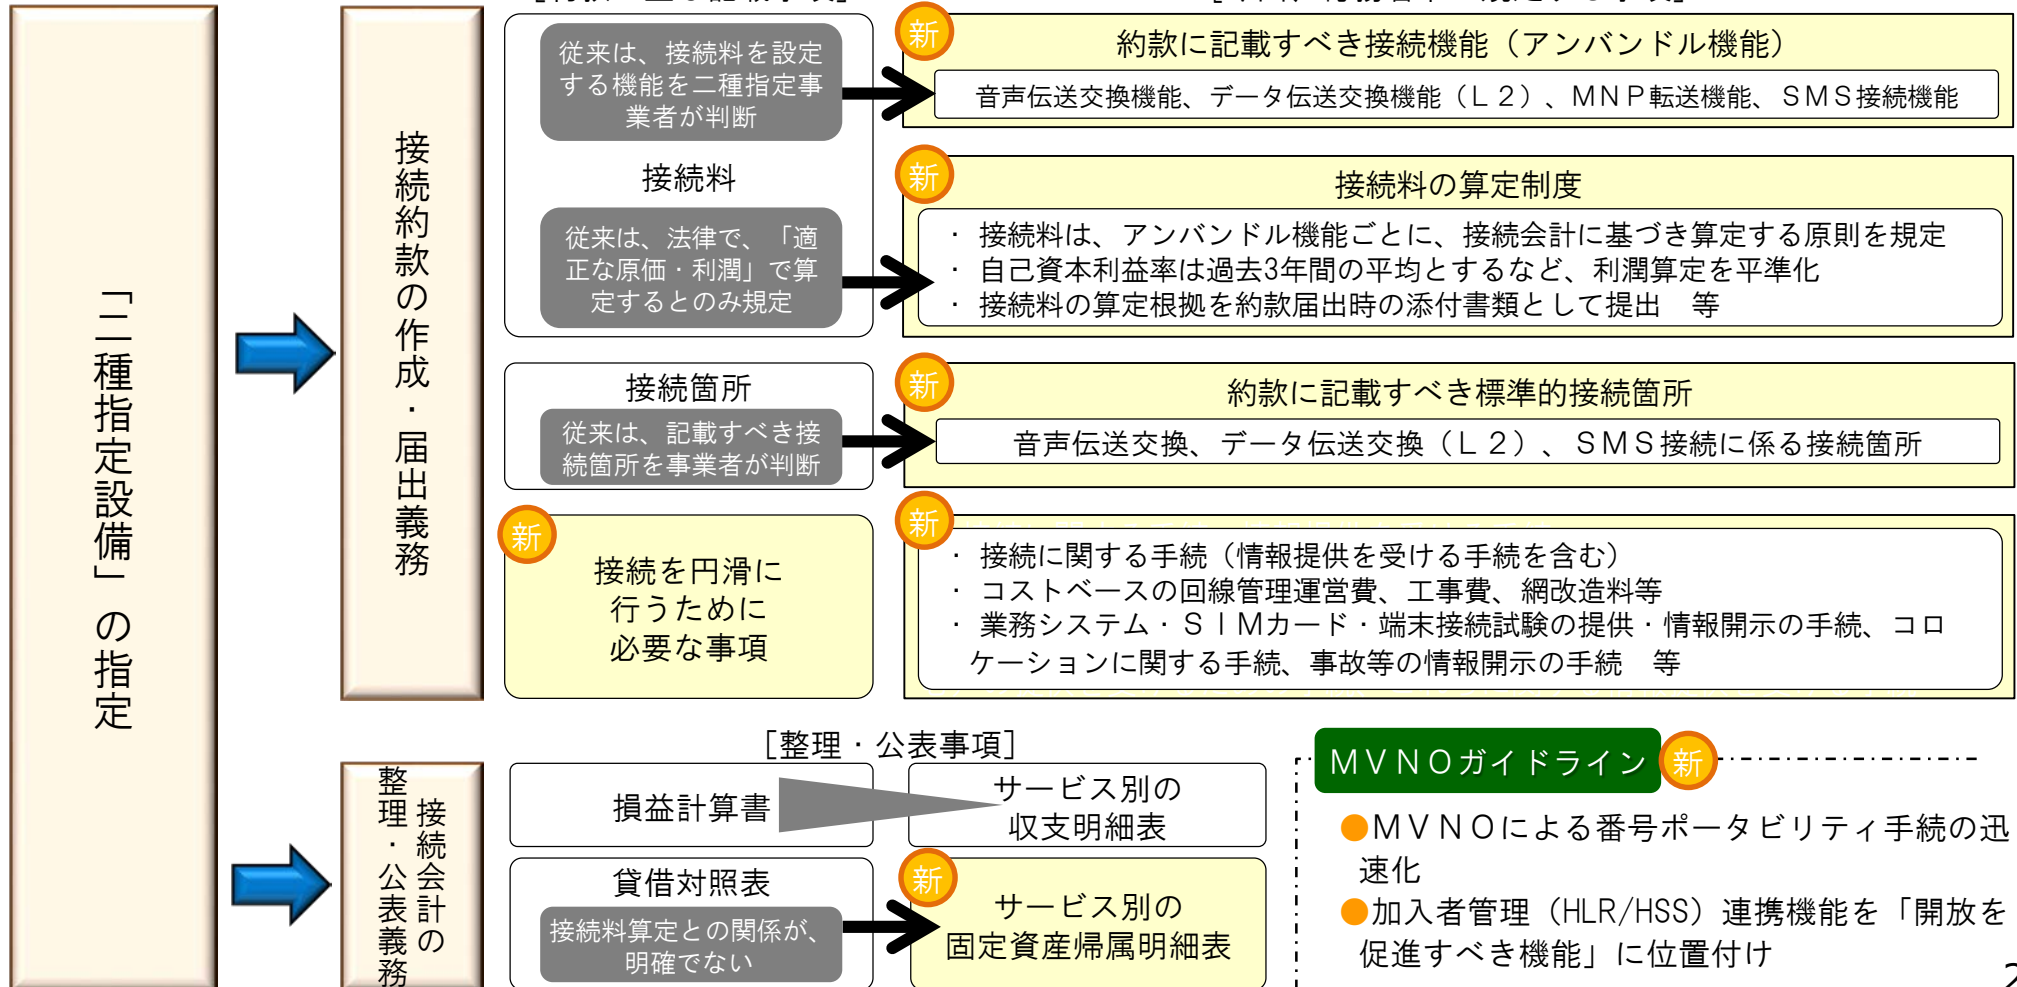 「二種指定設備」の指定
接続約款の作成・届出義務
従来は、接続料を設定
する機能を二種指定事
業者が判断
接続料
従来は、法律で、「適
正な原価・利潤」で算
定するとのみ規定
新
約款に記載すべき接続機能（アンバンドル機能）
音声伝送交換機能、データ伝送交換機能（Ｌ２）、ＭＮＰ転送機能、ＳＭＳ接続機能
新
接続料の算定制度
・ 接続料は、アンバンドル機能ごとに、接続会計に基づき算定する原則を規定
・ 自己資本利益率は過去3年間の平均とするなど、利潤算定を平準化
・ 接続料の算定根拠を約款届出時の添付書類として提出　等
接続箇所
従来は、記載すべき接
続箇所を事業者が判断
新
約款に記載すべき標準的接続箇所
音声伝送交換、データ伝送交換（Ｌ２）、ＳＭＳ接続に係る接続箇所
新
接続を円滑に
行うために
必要な事項
新
・ 接続に関する手続（情報提供を受ける手続を含む）
・ コストベースの回線管理運営費、工事費、網改造料等
・ 業務システム・ＳＩＭカード・端末接続試験の提供・情報開示の手続、コロ
ケーションに関する手続、事故等の情報開示の手続　等
接続会計の
整理・公表義務
［整理・公表事項］
損益計算書
サービス別の
収支明細表
貸借対照表
接続料算定との関係が、
明確でない
新
サービス別の
固定資産帰属明細表
ＭＶＮＯガイドライン
新
●ＭＶＮＯによる番号ポータビリティ手続の迅
速化
●加入者管理（HLR/HSS）連携機能を「開放を
促進すべき機能」に位置付け